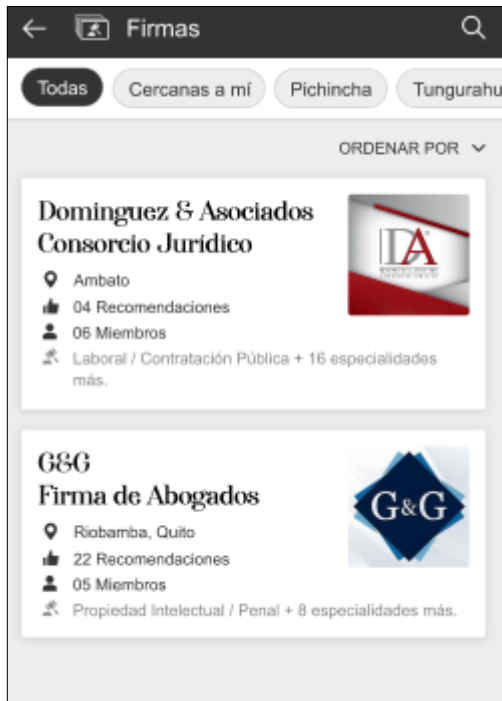 Firmas
Todas
Cercanas a mí
Pichincha
Tungurahu
ORDENAR POR
Dominguez & Asociados
Consorcio Jurídico
DA
Ambato
04 Recomendaciones
06 Miembros
Laboral / Contratación Pública + 16 especialidades
más.
G&G
Firma de Abogados
G&G
Riobamba, Quito
22 Recomendaciones
05 Miembros
Propiedad Intelectual / Penal + 8 especialidades más.